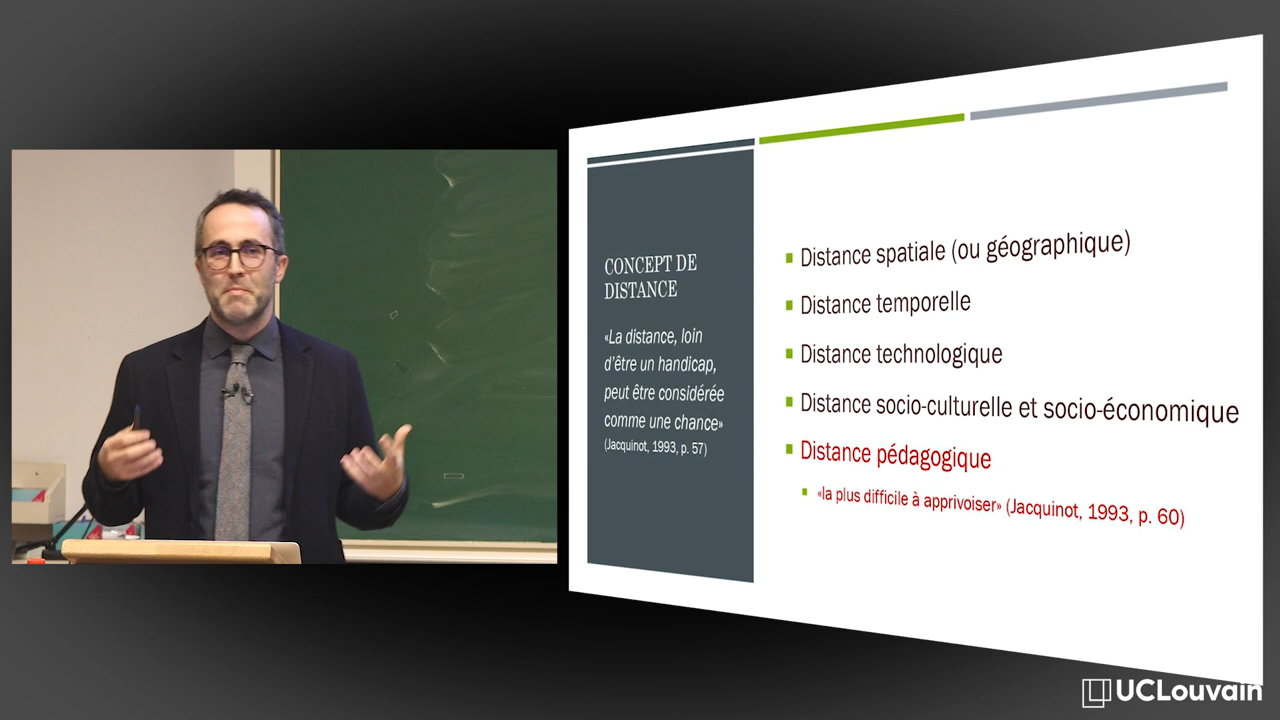 CONCEPT DE
DISTANCE
«La distance, loin
d'être un handicap,
peut être considérée
comme une chance»
(Jacquinot, 1993, p. 57)
Distance spatiale (ou géographique)
Distance temporelle
Distance technologique
Distance socio-culturelle et socio-économique
Distance pédagogique
«la plus difficile à apprivoiser» (Jacquinot, 1993, p. 60)
UCLouvain